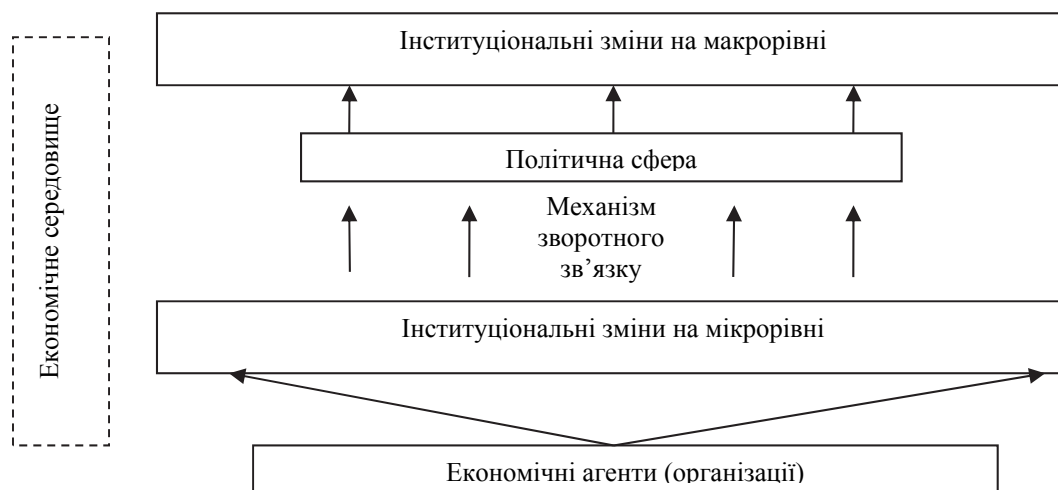 Інституціональні зміни на макрорівні
Економічне середовище
Політична сфера
Механізм
зворотного
зв’язку
Інституціональні зміни на мікрорівні
Економічні агенти (організації)